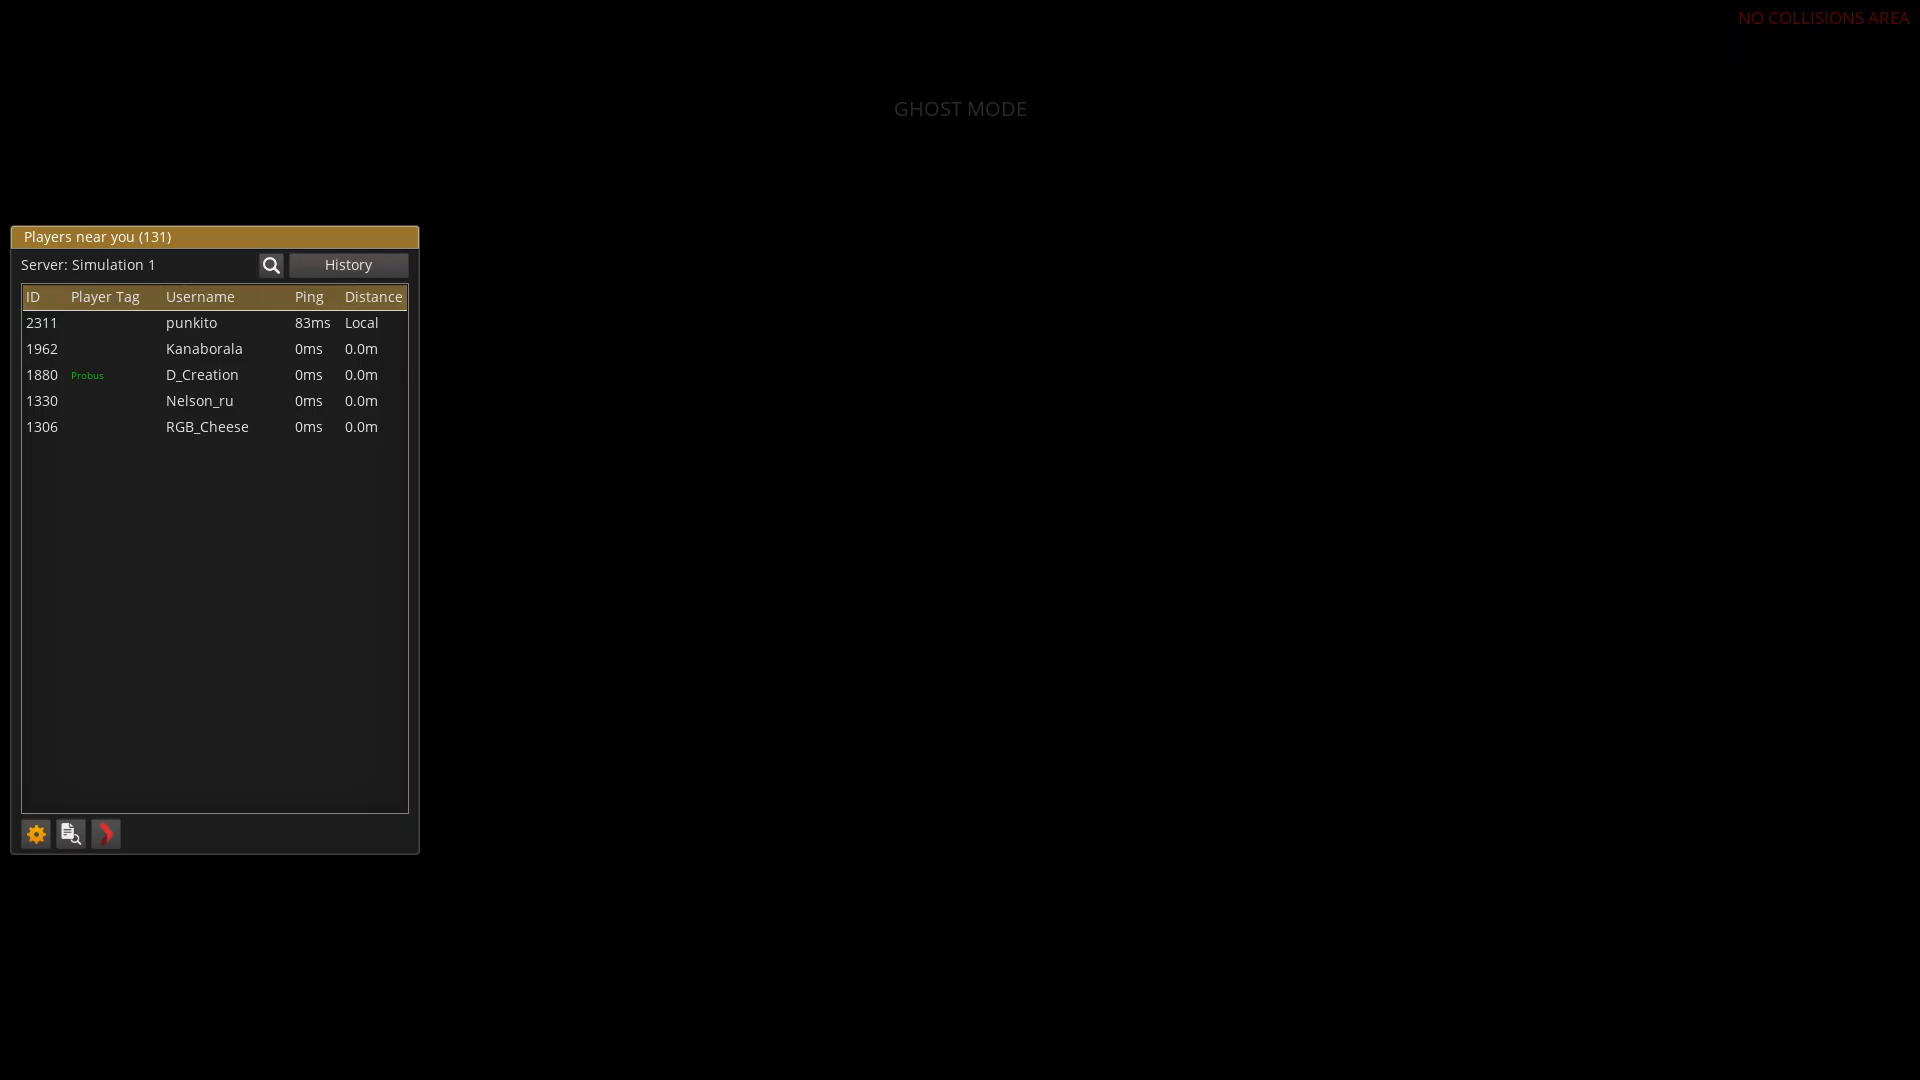 NO COLLISIONS AREA
GHOST MODE
Players near you (131)
Server: Simulation 1 History
ID Player Tag Username Ping Distance
2311 punkito 83ms Local
1962 Kanaborala 0ms 0.0m
1880 Probus D_Creation 0ms 0.0m
1330 Nelson_ru 0ms 0.0m
1306 RGB_Cheese 0ms 0.0m